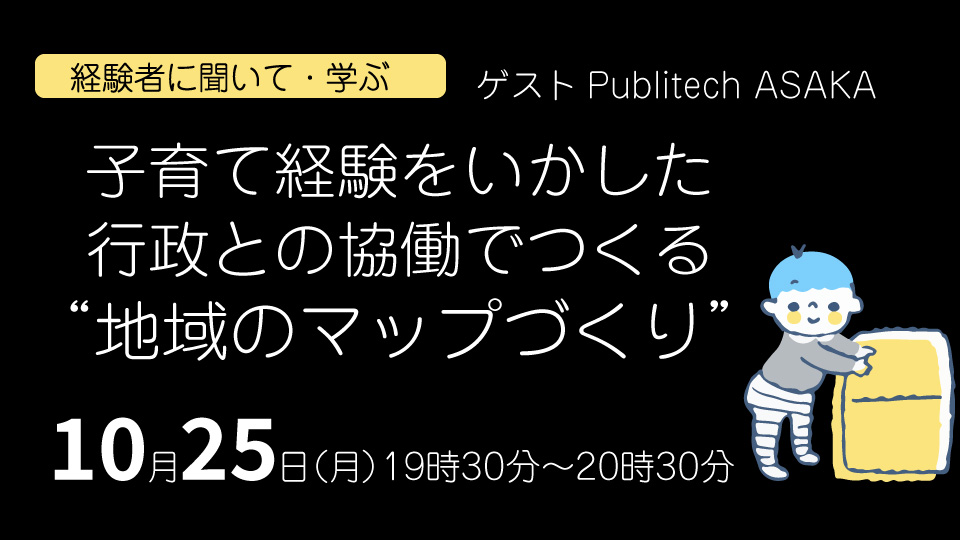 経験者に聞いて・学ぶ
ゲスト Publitech ASAKA
子育て経験をいかした
行政との協働でつくる
“地域のマップづくり”
10月25日(月)19時30分～20時30分